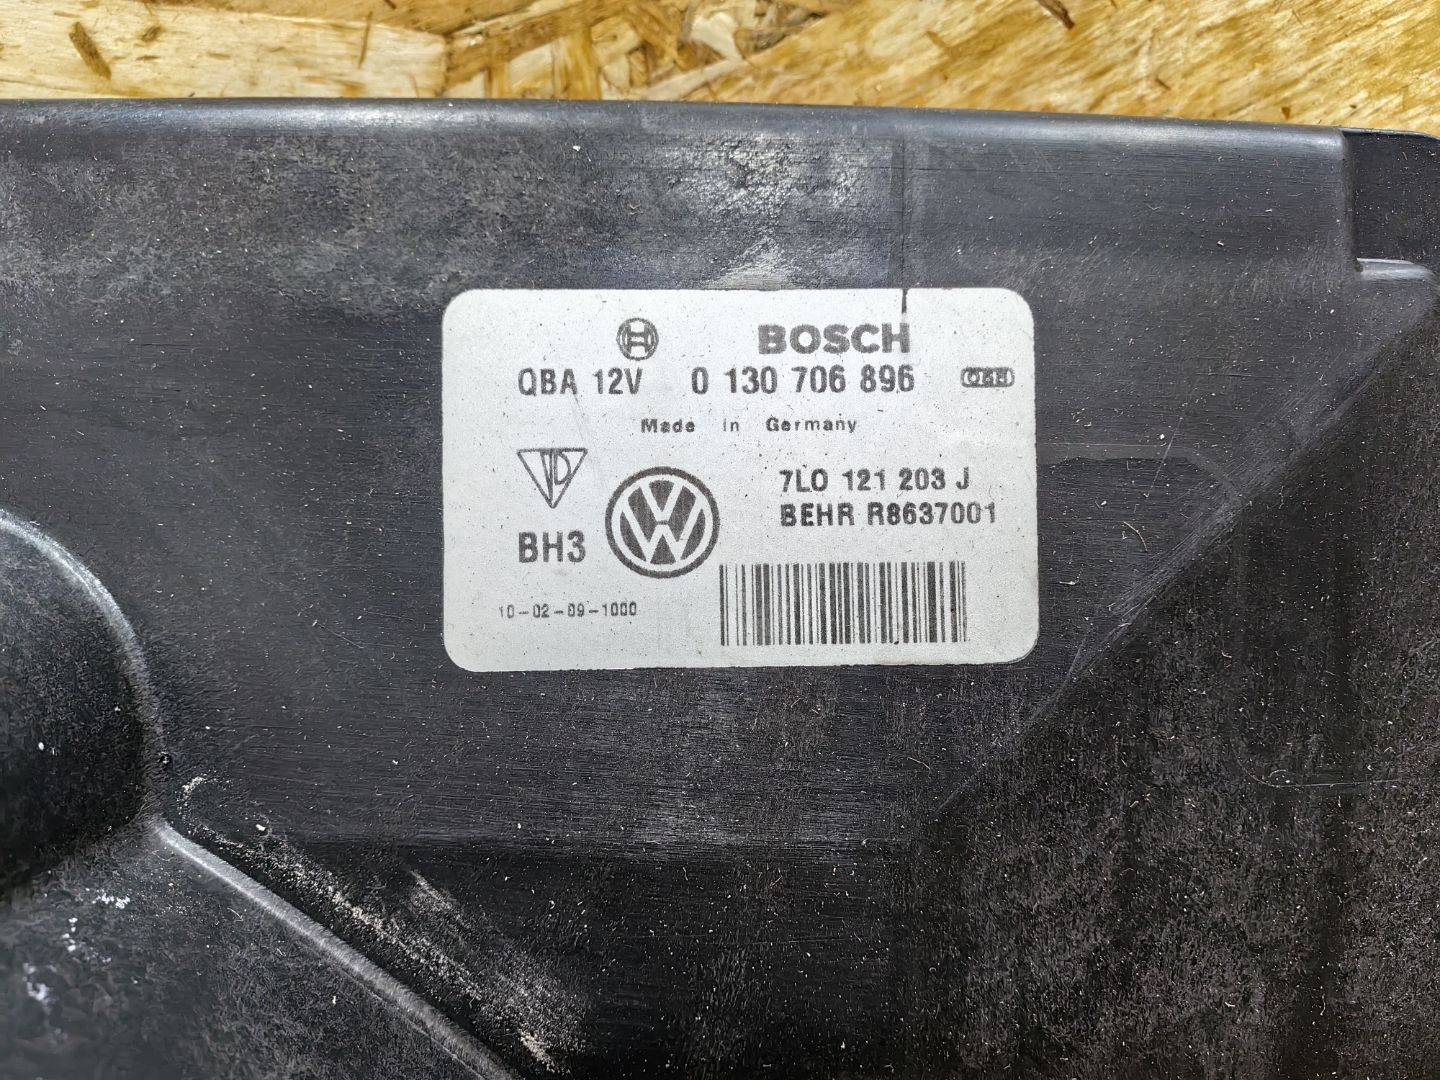 BOSCH
QBA 12V 0 130 706 896
Made in Germany
7L0 121 203 J
BEHR R8637001
BH3
10-02-09-1000